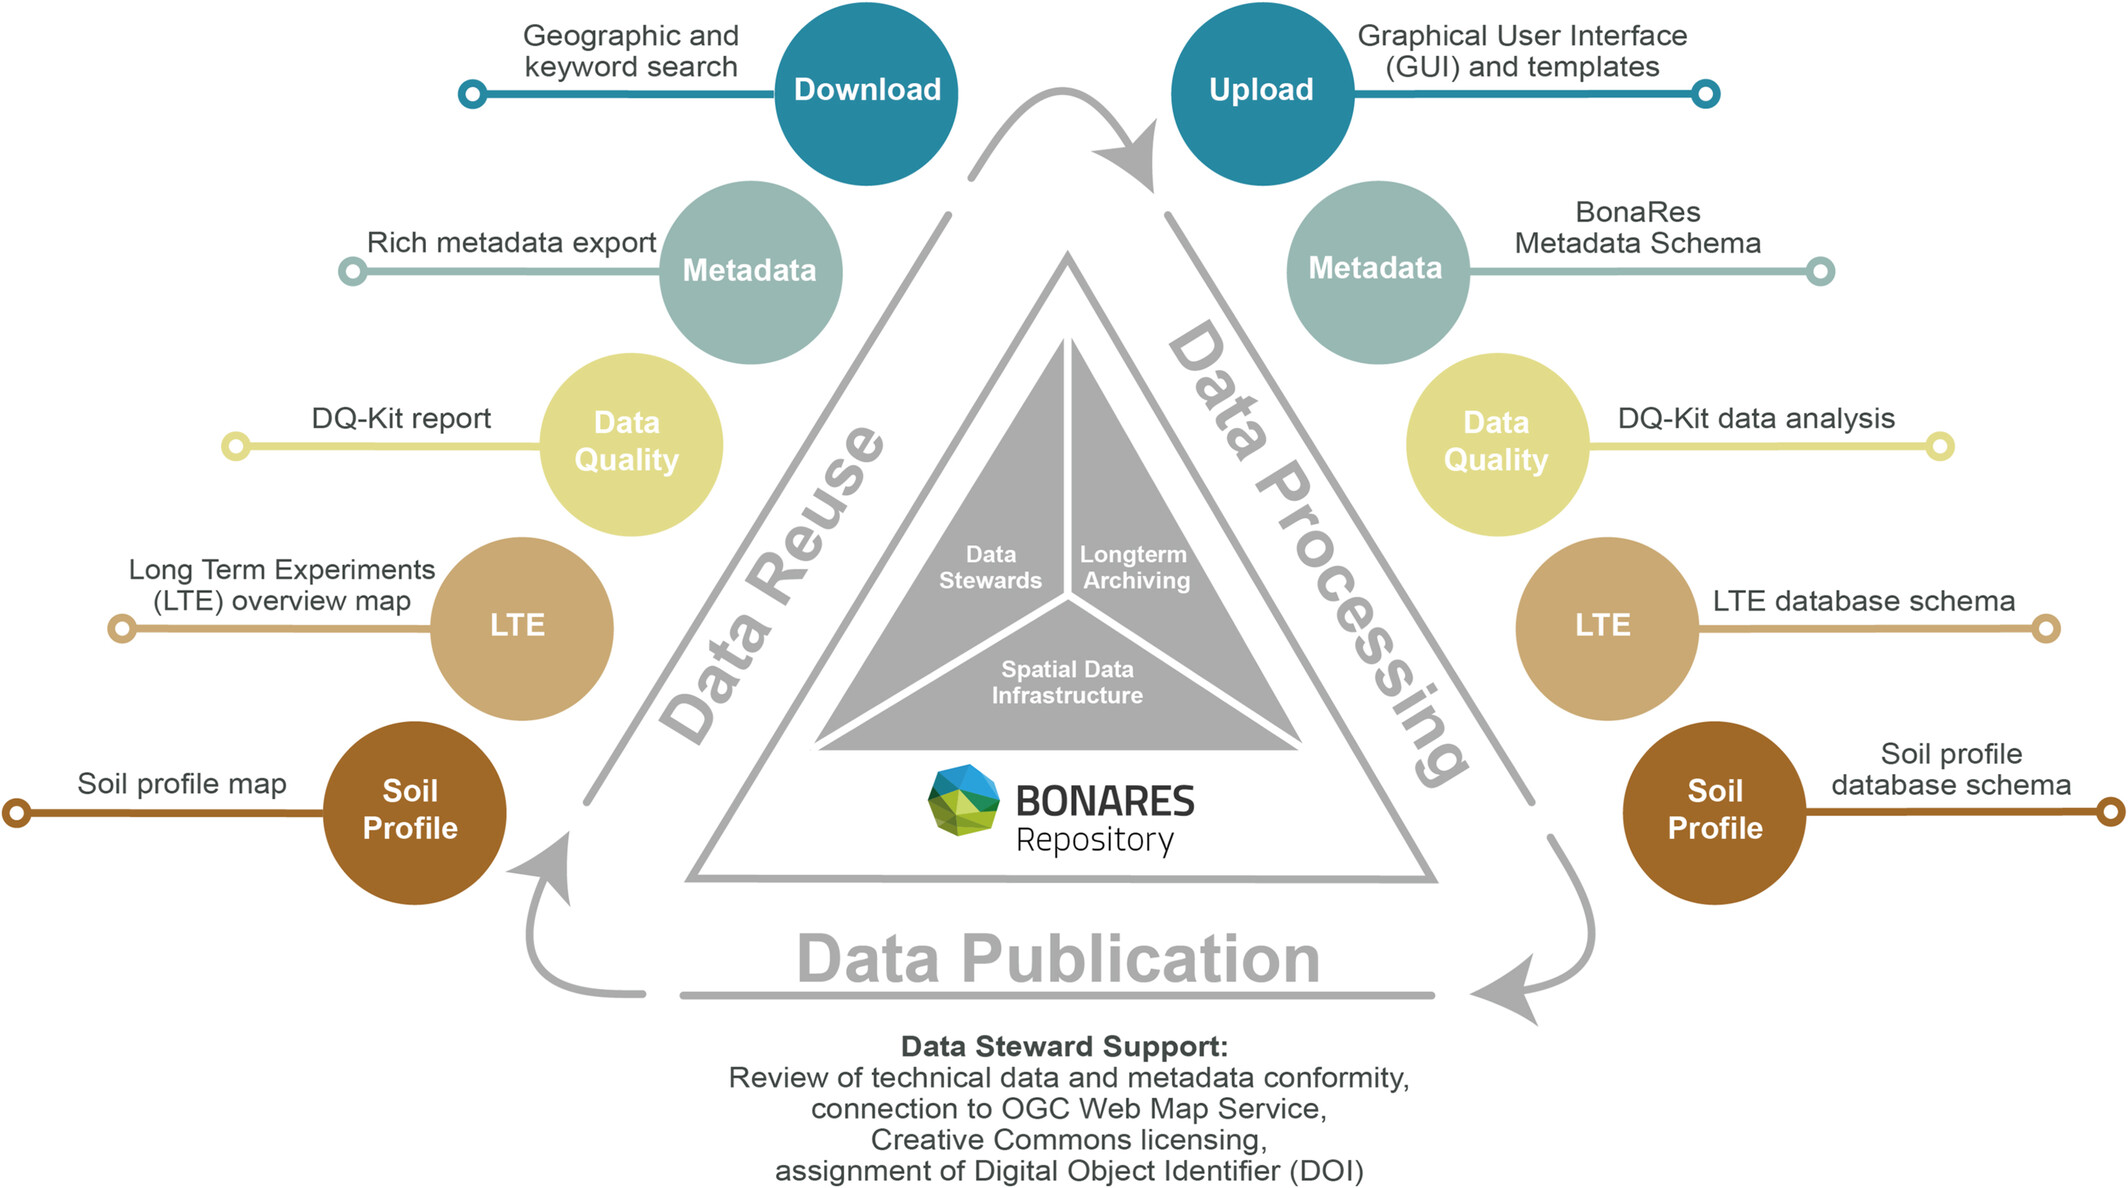 Geographic and
keyword search
Download
Rich metadata export
Metadata
DQ-Kit report
Data
Quality
Long Term Experiments
(LTE) overview map
LTE
Soil profile map
Soil
Profile
Data Reuse
Upload
Graphical User Interface
(GUI) and templates
Metadata
BonaRes
Metadata Schema
Data
Quality
DQ-Kit data analysis
LTE
LTE database schema
Soil
Profile
Soil profile
database schema
Data Processing
Data
Stewards
Longterm
Archiving
Spatial Data
Infrastructure
BONARES
Repository
Data Publication
Data Steward Support:
Review of technical data and metadata conformity,
connection to OGC Web Map Service,
Creative Commons licensing,
assignment of Digital Object Identifier (DOI)